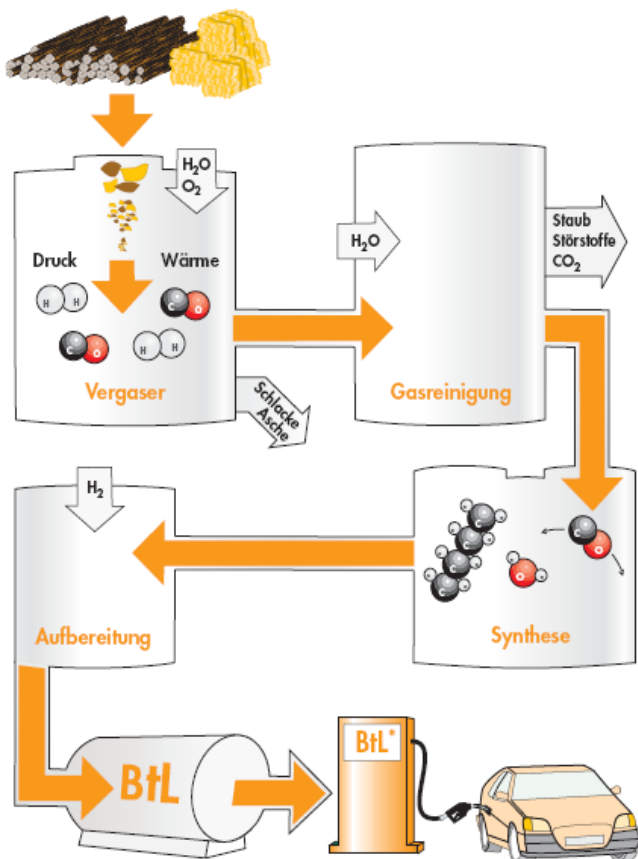 H₂O
O₂
Druck
Wärme
H H
C O
C O
H H
Vergaser
Schlacke
Asche
H₂O
Staub
Störstoffe
CO₂
Gasreinigung
H₂
Aufbereitung
C
C
C
C
O
C
O
Synthese
BtL
BtL*